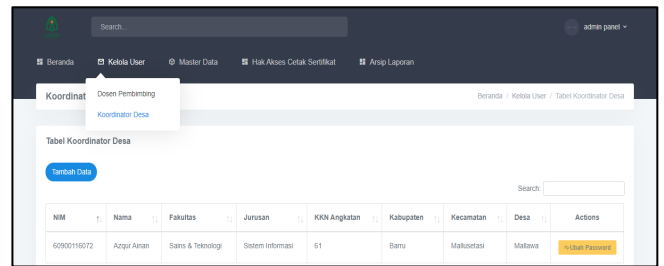 Search...
admin panel
Beranda Kelola User Master Data Hak Akses Cetak Sertifikat Arsip Laporan
Koordinat
Dosen Pembimbing
Koordinator Desa
Beranda / Kelola User / Tabel Koordinator Desa
Tabel Koordinator Desa
Tambah Data
Search:
NIM Nama Fakultas Jurusan KKN Angkatan Kabupaten Kecamatan Desa Actions
60900116072 Azqur Ainan Sains & Teknologi Sistem Informasi 61 Barru Mallusetasi Mallawa Ubah Password